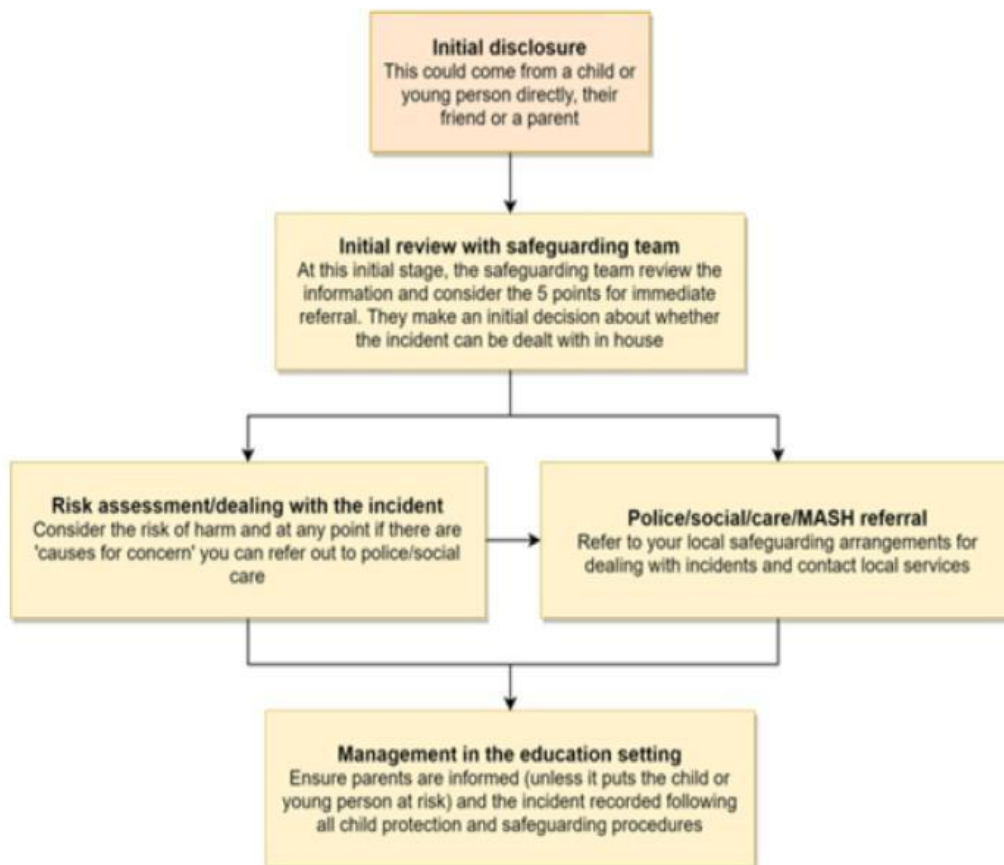 Initial disclosure
This could come from a child or
young person directly, their
friend or a parent
Initial review with safeguarding team
At this initial stage, the safeguarding team review the
information and consider the 5 points for immediate
referral. They make an initial decision about whether
the incident can be dealt with in house
Risk assessment/dealing with the incident
Consider the risk of harm and at any point if there are
'causes for concern' you can refer out to police/social
care
Police/social/care/MASH referral
Refer to your local safeguarding arrangements for
dealing with incidents and contact local services
Management in the education setting
Ensure parents are informed (unless it puts the child or
young person at risk) and the incident recorded following
all child protection and safeguarding procedures